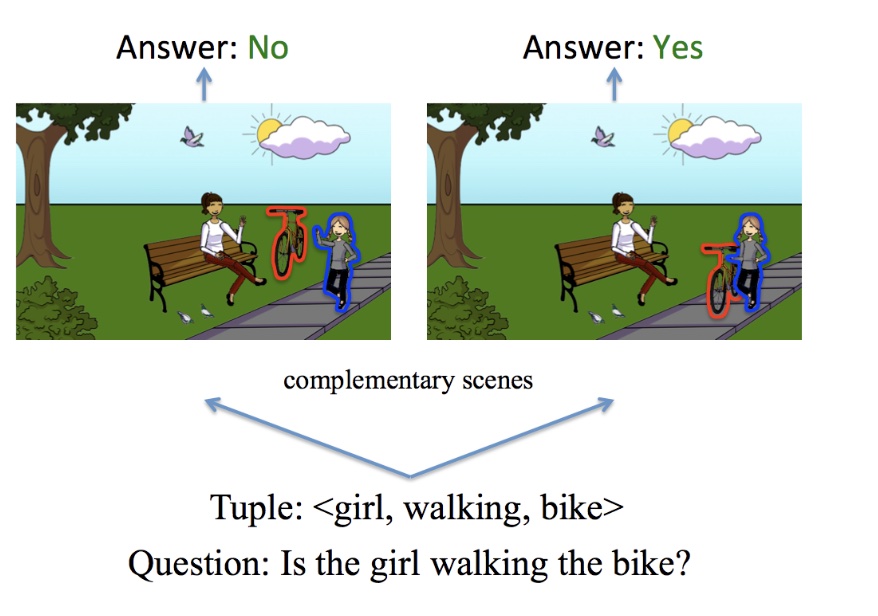 Answer: No
Answer: Yes
complementary scenes
Tuple: <girl, walking, bike>
Question: Is the girl walking the bike?